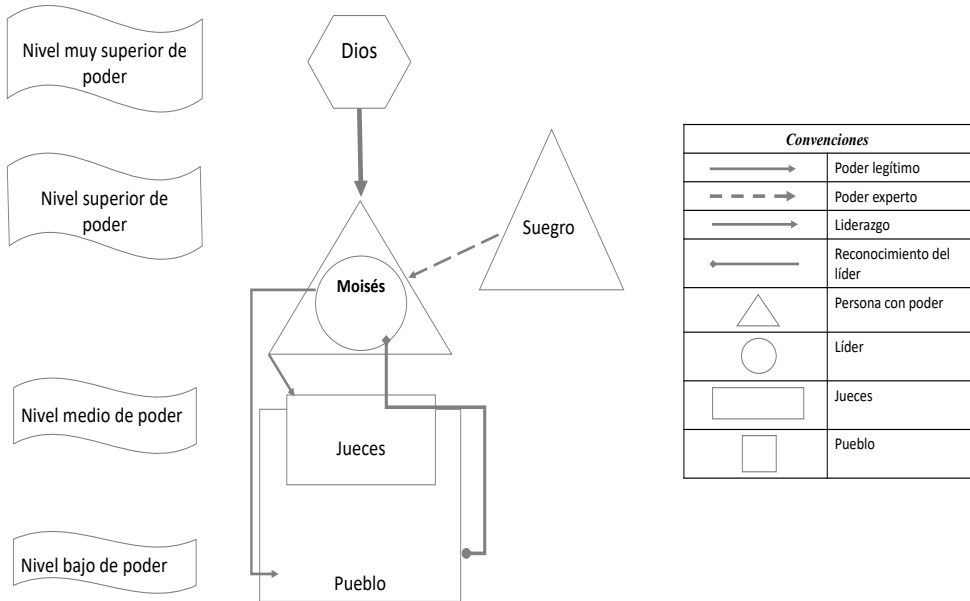 Nivel muy superior de
poder
Dios
Nivel superior de
poder
Suegro
Moisés
Nivel medio de poder
Jueces
Nivel bajo de poder
Pueblo
Convenciones
Poder legítimo
Poder experto
Liderazgo
Reconocimiento del
líder
Persona con poder
Líder
Jueces
Pueblo